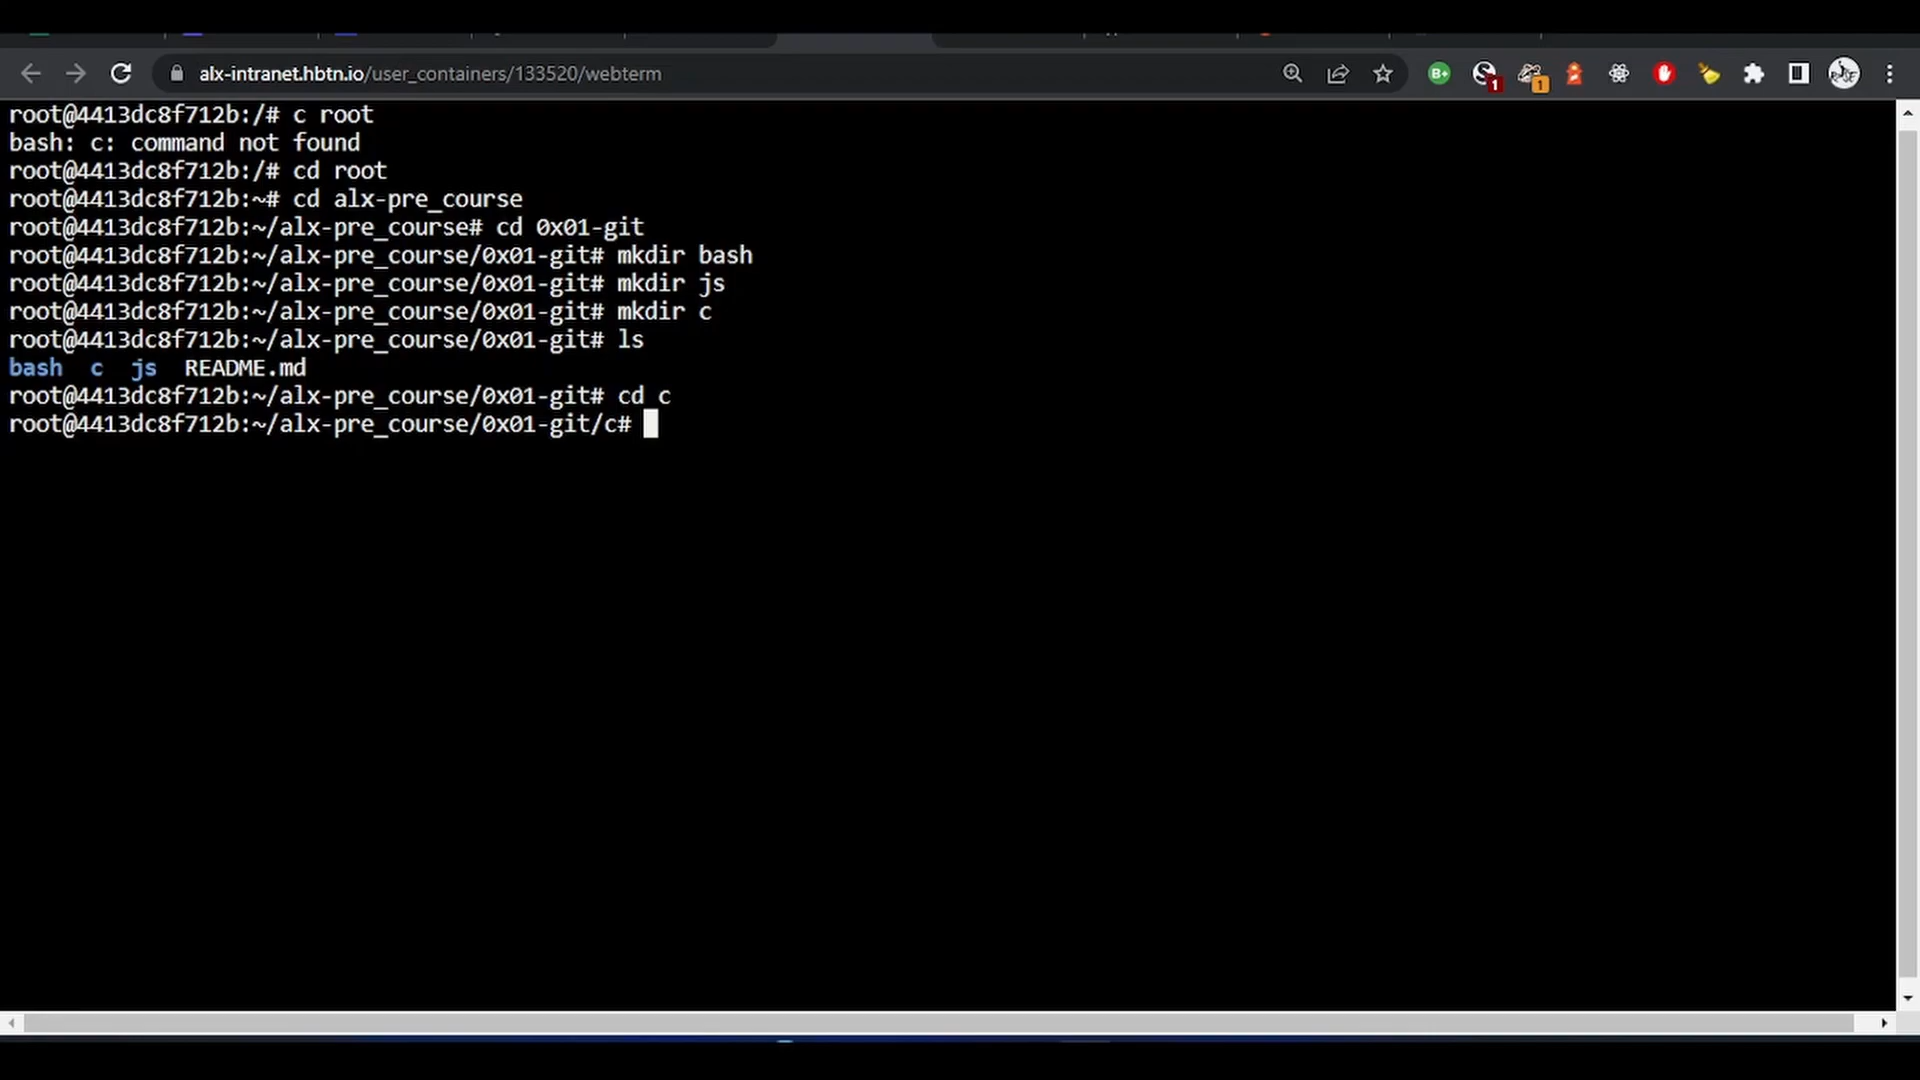 alx-intranet.hbtn.io/user_containers/133520/webterm
B+
1
1
root@4413dc8f712b:/# c root
bash: c: command not found
root@4413dc8f712b:/# cd root
root@4413dc8f712b:~# cd alx-pre_course
root@4413dc8f712b:~/alx-pre_course# cd 0x01-git
root@4413dc8f712b:~/alx-pre_course/0x01-git# mkdir bash
root@4413dc8f712b:~/alx-pre_course/0x01-git# mkdir js
root@4413dc8f712b:~/alx-pre_course/0x01-git# mkdir c
root@4413dc8f712b:~/alx-pre_course/0x01-git# ls
bash  c  js  README.md
root@4413dc8f712b:~/alx-pre_course/0x01-git# cd c
root@4413dc8f712b:~/alx-pre_course/0x01-git/c#